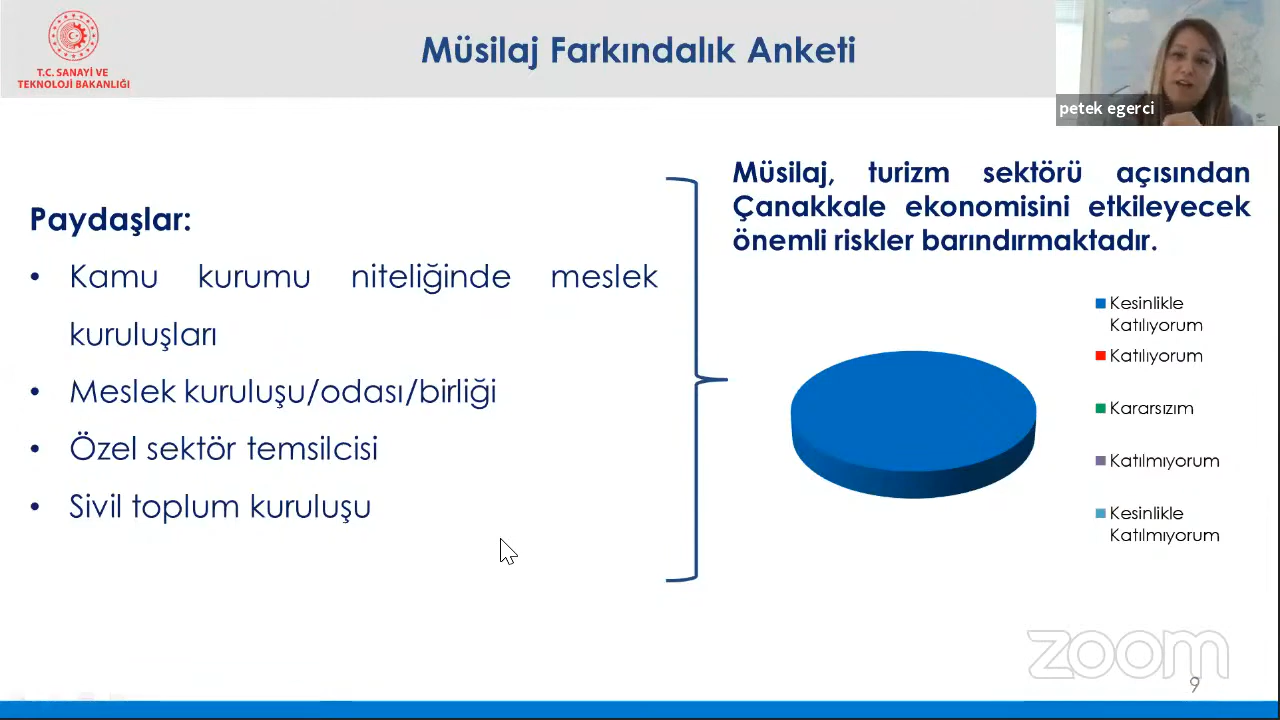 T.C. SANAYİ VE
TEKNOLOJİ BAKANLIĞI
Müsilaj Farkındalık Anketi
petek egerci
Paydaşlar:
• Kamu kurumu niteliğinde meslek
kuruluşları
• Meslek kuruluşu/odası/birliği
• Özel sektör temsilcisi
• Sivil toplum kuruluşu
Müsilaj, turizm sektörü açısından
Çanakkale ekonomisini etkileyecek
önemli riskler barındırmaktadır.
Kesinlikle
Katılıyorum
Katılıyorum
Kararsızım
Katılmıyorum
Kesinlikle
Katılmıyorum
zoom
9